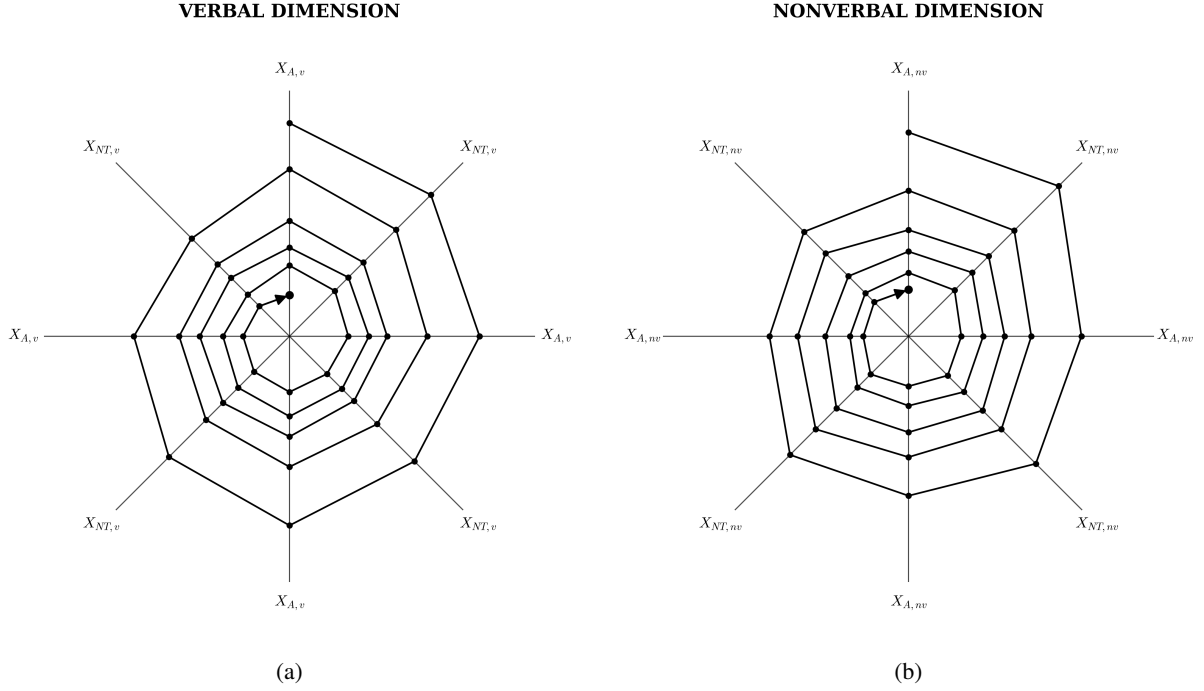 VERBAL DIMENSION
X_{A, v}
X_{NT, v}
X_{NT, v}
X_{A, v}
X_{A, v}
X_{NT, v}
X_{NT, v}
X_{A, v}
(a)
NONVERBAL DIMENSION
X_{A, nv}
X_{NT, nv}
X_{NT, nv}
X_{A, nv}
X_{A, nv}
X_{NT, nv}
X_{NT, nv}
X_{A, nv}
(b)